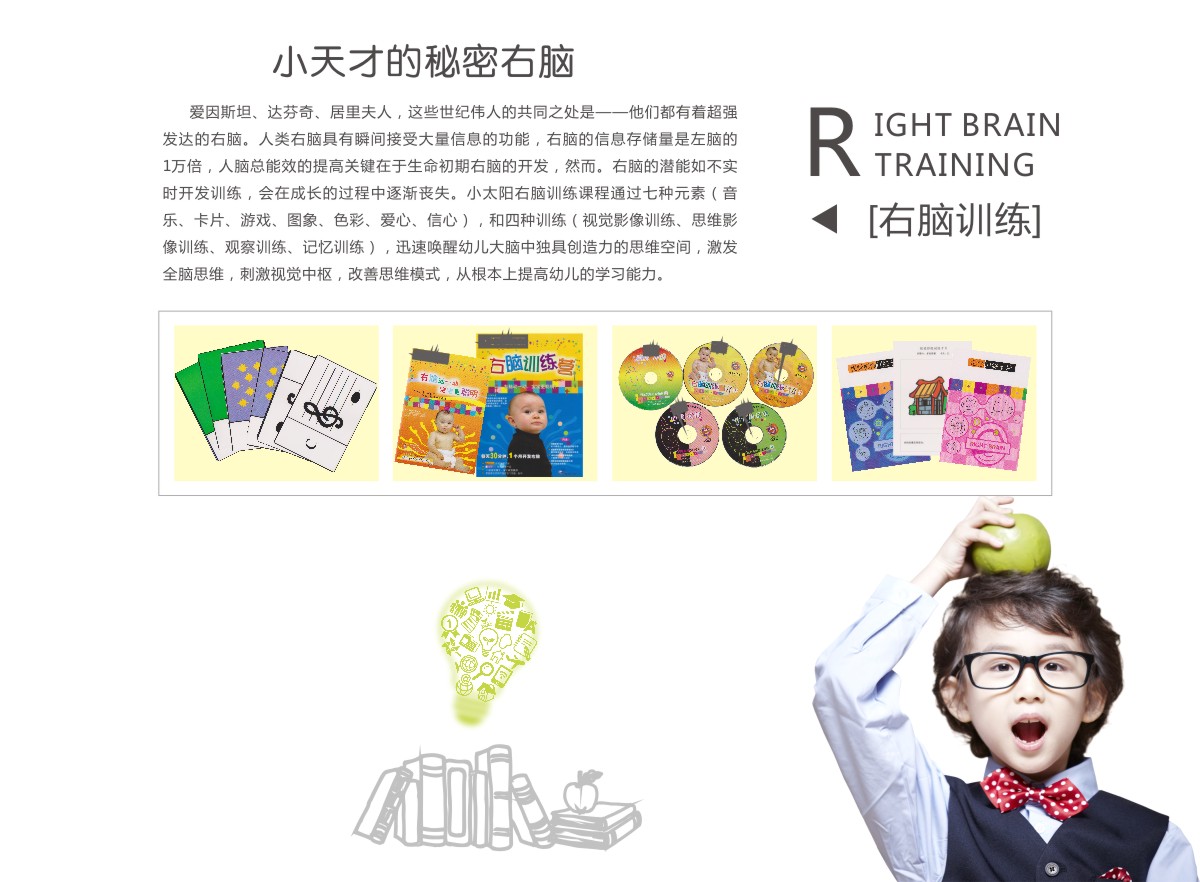 小天才的秘密右脑
爱因斯坦、达芬奇、居里夫人，这些世纪伟人的共同之处是——他们都有着超强
发达的右脑。人类右脑具有瞬间接受大量信息的功能，右脑的信息存储量是左脑的
1万倍，人脑总能效的提高关键在于生命初期右脑的开发，然而。右脑的潜能如不实
时开发训练，会在成长的过程中逐渐丧失。小太阳右脑训练课程通过七种元素（音
乐、卡片、游戏、图象、色彩、爱心、信心），和四种训练（视觉影像训练、思维影
像训练、观察训练、记忆训练），迅速唤醒幼儿大脑中独具创造力的思维空间，激发
全脑思维，刺激视觉中枢，改善思维模式，从根本上提高幼儿的学习能力。
RIGHT BRAIN
TRAINING
[右脑训练]
右脑训练营
RIGHT BRAIN